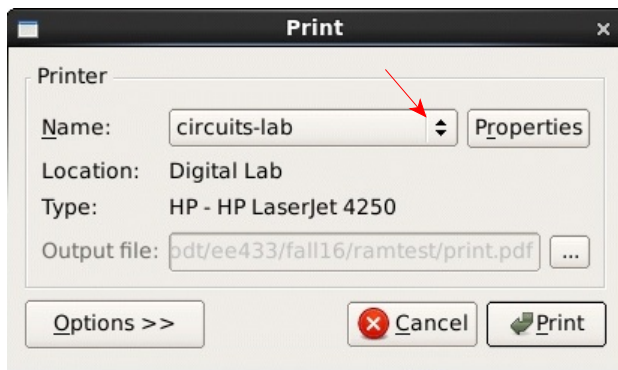 Print
Printer
Name: circuits-lab Properties
Location: Digital Lab
Type: HP - HP LaserJet 4250
Output file: odt/ee433/fall16/ramtest/print.pdf ...
Options >> Cancel Print